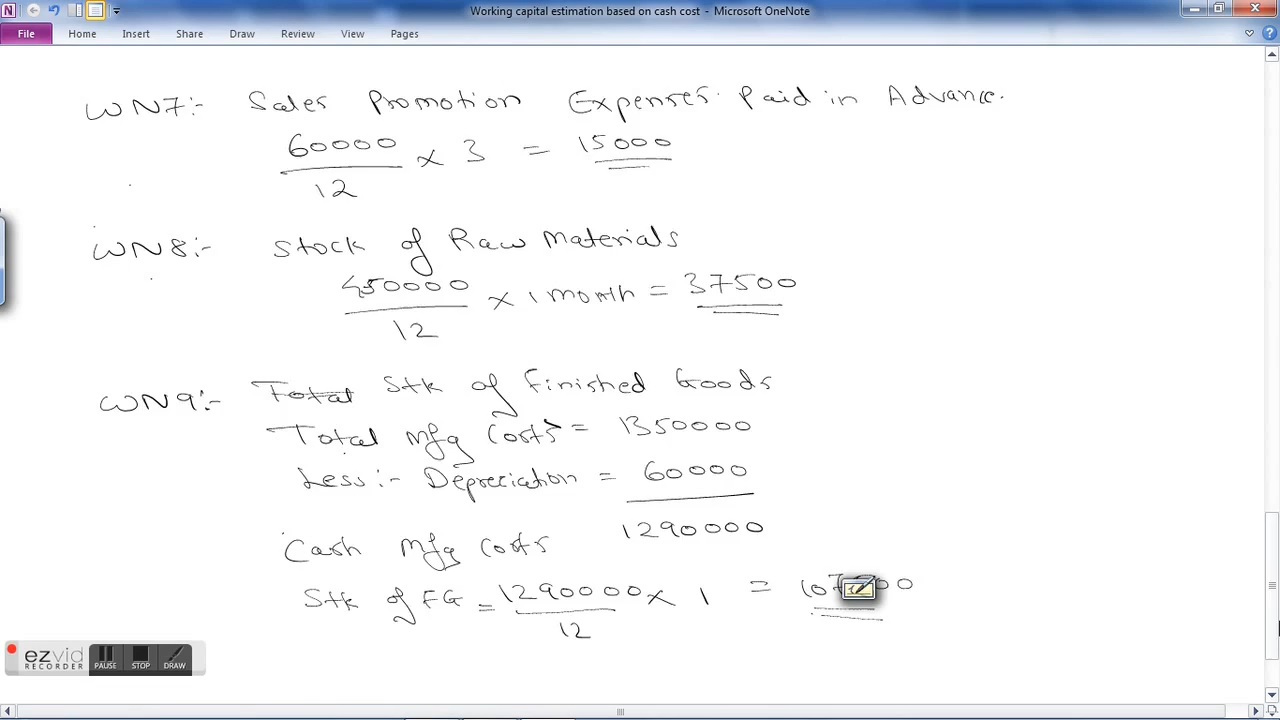 Working capital estimation based on cash cost - Microsoft OneNote
File Home Insert Share Draw Review View Pages
WN7:- Sales Promotion Expenses Paid in Advance.
60000 × 3 = 15000
12
WN8:- Stock of Raw Materials
450000 × 1 month = 37500
12
WN9:- Total Stk of Finished Goods
Total Mfg Costs = 1350000
Less:- Depreciation = 60000
1290000
Cash Mfg Costs
Stk of FG = 1290000 × 1 =
12
ezvid
RECORDER
PAUSE STOP DRAW